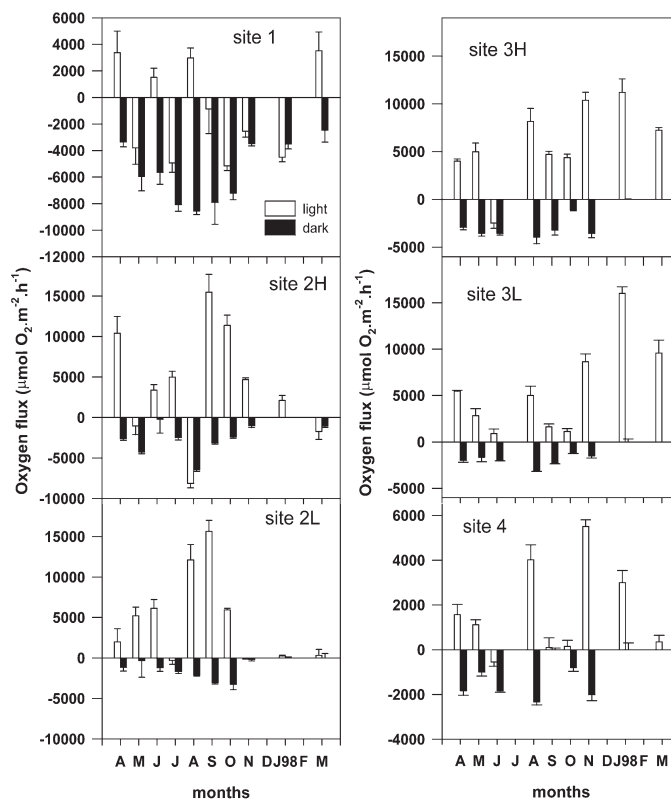 6000
4000
2000
0
-2000
-4000
-6000
-8000
-10000
-12000
site 1
light
dark
15000
10000
5000
0
-5000
-10000
site 2H
15000
10000
5000
0
-5000
-10000
site 2L
A M J J A S O N D J98 F M
months
Oxygen flux (μmol O₂.m⁻².h⁻¹)
15000
10000
5000
0
-5000
site 3H
15000
10000
5000
0
-5000
site 3L
6000
4000
2000
0
-2000
-4000
site 4
A M J J A S O N D J98 F M
months
Oxygen flux (μmol O₂.m⁻².h⁻¹)